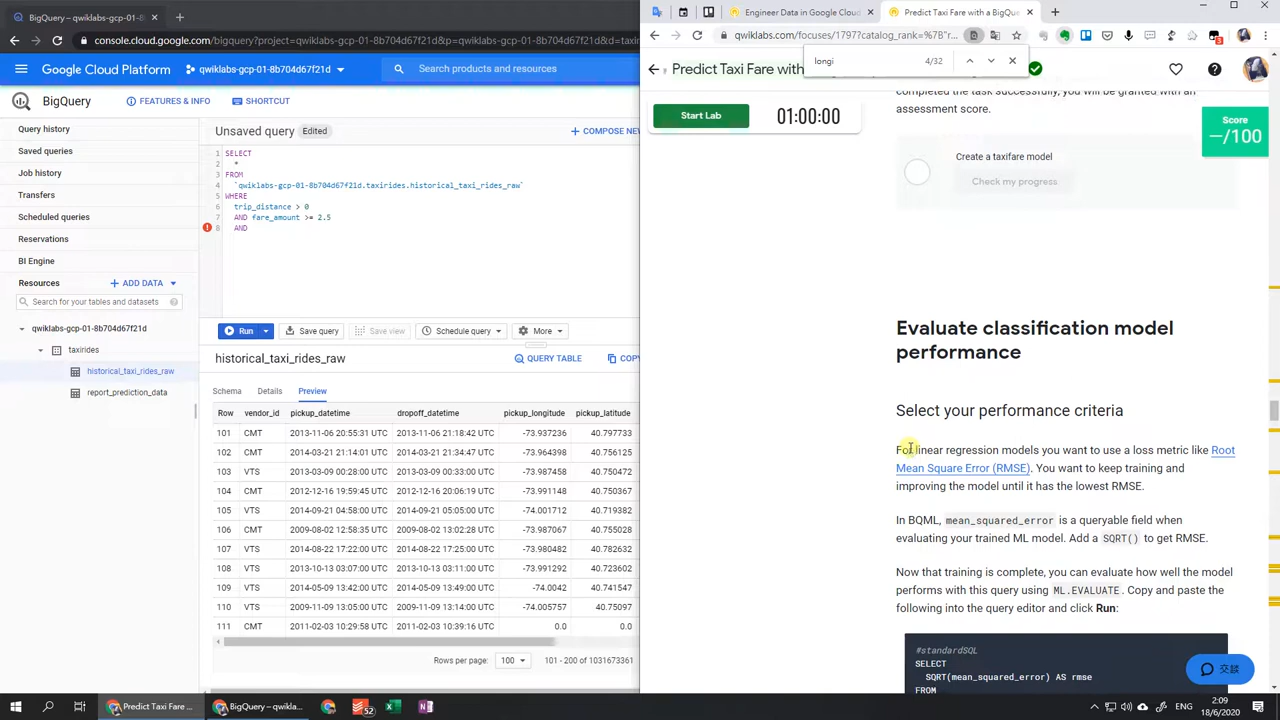 BigQuery – qwiklabs-gcp-01-8b7
console.cloud.google.com/bigquery?project=qwiklabs-gcp-01-8b704d67f21d&p=qwiklabs-gcp-01-8b704d67f21d&d=taxir
Google Cloud Platform
qwiklabs-gcp-01-8b704d67f21d
Search products and resources
BigQuery
FEATURES & INFO
SHORTCUT
Query history
Saved queries
Job history
Transfers
Scheduled queries
Reservations
BI Engine
Resources
ADD DATA
Search for your tables and datasets
qwiklabs-gcp-01-8b704d67f21d
taxirides
historical_taxi_rides_raw
report_prediction_data
Unsaved query Edited
COMPOSE NEW
1 SELECT
2 *
3 FROM
4 `qwiklabs-gcp-01-8b704d67f21d.taxirides.historical_taxi_rides_raw`
5 WHERE
6 trip_distance > 0
7 AND fare_amount >= 2.5
8 AND
Run
Save query
Save view
Schedule query
More
historical_taxi_rides_raw
QUERY TABLE
COPY
Schema Details Preview
Row vendor_id pickup_datetime dropoff_datetime pickup_longitude pickup_latitude
101 CMT 2013-11-06 20:55:31 UTC 2013-11-06 21:18:42 UTC -73.937236 40.797733
102 CMT 2014-03-22 21:14:01 UTC 2014-03-22 21:34:47 UTC -73.964398 40.756125
103 VTS 2013-03-09 00:28:00 UTC 2013-03-09 00:33:00 UTC -73.987458 40.750472
104 CMT 2012-12-16 19:59:45 UTC 2012-12-16 20:06:19 UTC -73.991148 40.750367
105 VTS 2014-09-21 04:58:00 UTC 2014-09-21 05:05:00 UTC -74.001712 40.719382
106 CMT 2009-08-02 12:58:35 UTC 2009-08-02 13:02:28 UTC -73.987067 40.755028
107 VTS 2014-08-22 17:22:00 UTC 2014-08-22 17:25:00 UTC -73.980482 40.782632
108 VTS 2013-10-13 03:07:00 UTC 2013-10-13 03:11:00 UTC -73.991292 40.723602
109 VTS 2014-05-09 13:42:00 UTC 2014-05-09 13:49:00 UTC -74.0042 40.741547
110 VTS 2009-11-09 13:05:00 UTC 2009-11-09 13:14:00 UTC -74.005757 40.75097
111 CMT 2011-02-03 10:29:58 UTC 2011-02-03 10:39:16 UTC 0.0 0.0
Rows per page: 100 101 - 200 of 1031673361
Engineer Data in Google Cloud
Predict Taxi Fare with a BigQuer
qwiklabs.com/focuses/1797?catalog_rank=%7B"r...
3
longi 4/32
Predict Taxi Fare with
Start Lab
01:00:00
completed the task successfully, you will be granted with an
assessment score.
Score
–/100
Create a taxifare model
Check my progress
Evaluate classification model
performance
Select your performance criteria
For linear regression models you want to use a loss metric like Root
Mean Square Error (RMSE). You want to keep training and
improving the model until it has the lowest RMSE.
In BQML, mean_squared_error is a queryable field when
evaluating your trained ML model. Add a SQRT() to get RMSE.
Now that training is complete, you can evaluate how well the model
performs with this query using ML.EVALUATE. Copy and paste the
following into the query editor and click Run:
#standardSQL
SELECT
SQRT(mean_squared_error) AS rmse
FROM
交談
Predict Taxi Fare w...
BigQuery – qwiklab...
52
ENG
2:09
18/6/2020